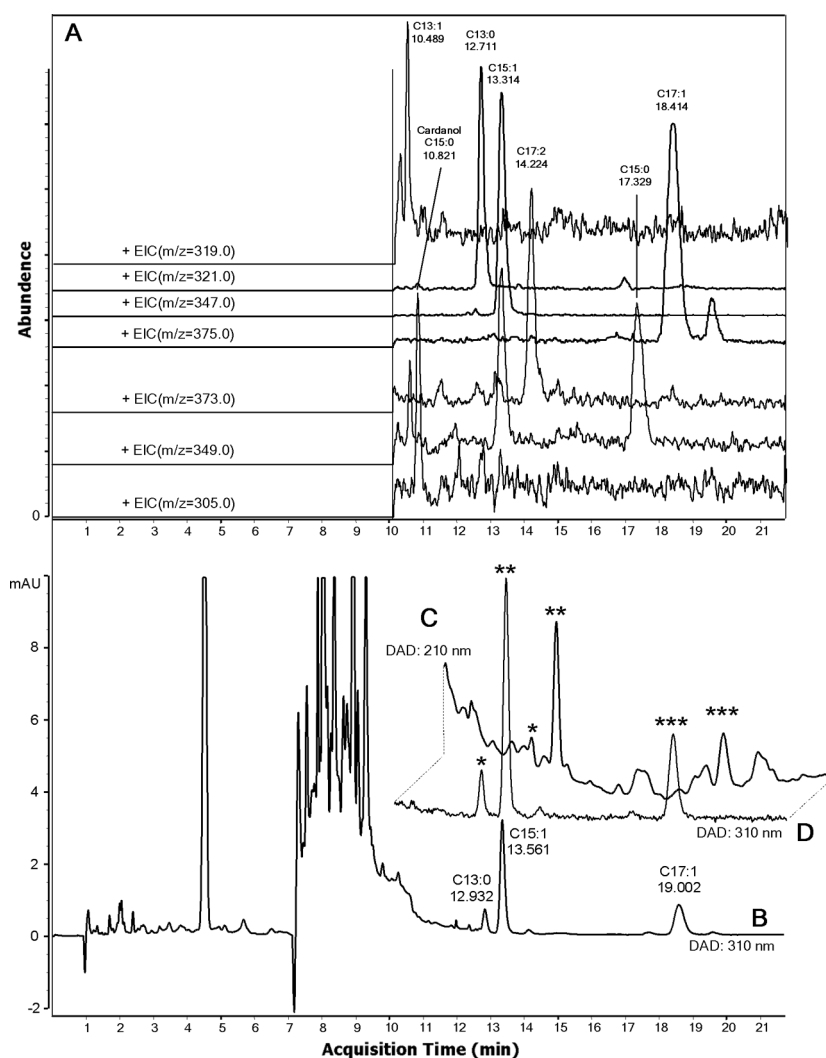 A
C13:1
10.489
C13:0
12.711
C15:1
13.314
C17:1
18.414
Cardanol
C15:0
10.821
C17:2
14.224
C15:0
17.329
Abundence
+ EIC(m/z=319.0)
+ EIC(m/z=321.0)
+ EIC(m/z=347.0)
+ EIC(m/z=375.0)
+ EIC(m/z=373.0)
+ EIC(m/z=349.0)
+ EIC(m/z=305.0)
0
1 2 3 4 5 6 7 8 9 10 11 12 13 14 15 16 17 18 19 20 21
mAU
8
6
4
2
0
-2
C
DAD: 210 nm
**
**
*
***
***
*
DAD: 310 nm
D
C15:1
13.561
C13:0
12.932
C17:1
19.002
B
DAD: 310 nm
1 2 3 4 5 6 7 8 9 10 11 12 13 14 15 16 17 18 19 20 21
Acquisition Time (min)